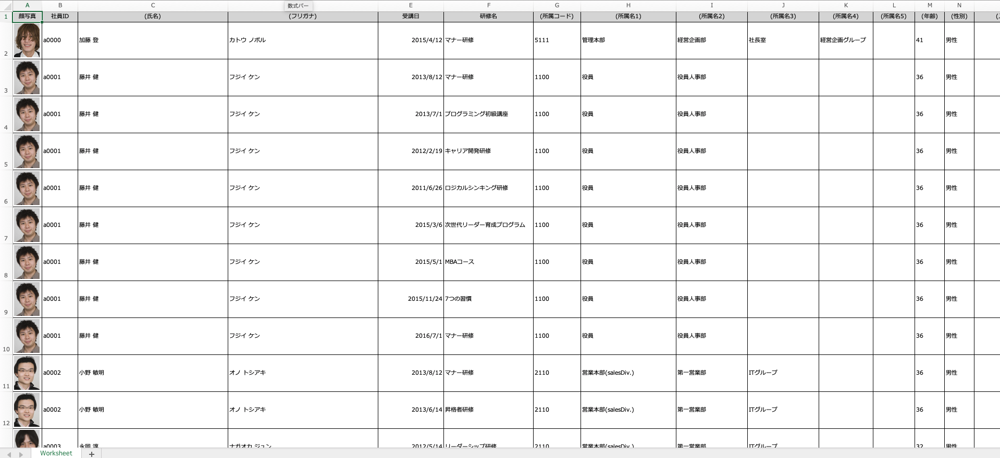 A B C E F G H I J K L M N
数式バー
1 顔写真 社員ID (氏名) (フリガナ) 受講日 研修名 (所属コード) (所属名1) (所属名2) (所属名3) (所属名4) (所属名5) (年齢) (性別)
2 a0000 加藤 登 カトウ ノボル 2015/4/12 マナー研修 5111 管理本部 経営企画部 社長室 経営企画グループ 41 男性
3 a0001 藤井 健 フジイ ケン 2013/8/12 マナー研修 1100 役員 役員人事部 36 男性
4 a0001 藤井 健 フジイ ケン 2013/7/1 プログラミング初級講座 1100 役員 役員人事部 36 男性
5 a0001 藤井 健 フジイ ケン 2012/2/19 キャリア開発研修 1100 役員 役員人事部 36 男性
6 a0001 藤井 健 フジイ ケン 2011/6/26 ロジカルシンキング研修 1100 役員 役員人事部 36 男性
7 a0001 藤井 健 フジイ ケン 2015/3/6 次世代リーダー育成プログラム 1100 役員 役員人事部 36 男性
8 a0001 藤井 健 フジイ ケン 2015/5/1 MBAコース 1100 役員 役員人事部 36 男性
9 a0001 藤井 健 フジイ ケン 2015/11/24 7つの習慣 1100 役員 役員人事部 36 男性
10 a0001 藤井 健 フジイ ケン 2016/7/1 マナー研修 1100 役員 役員人事部 36 男性
11 a0002 小野 敏明 オノ トシアキ 2013/8/12 マナー研修 2110 営業本部(salesDiv.) 第一営業部 ITグループ 36 男性
12 a0002 小野 敏明 オノ トシアキ 2013/6/14 昇格者研修 2110 営業本部(salesDiv.) 第一営業部 ITグループ 36 男性
a0003 永岡 淳 ナガオカ ジュン 2012/5/14 リーダーシップ研修 2110 営業本部(salesDiv.) 第一営業部 ITグループ 32 男性
Worksheet +